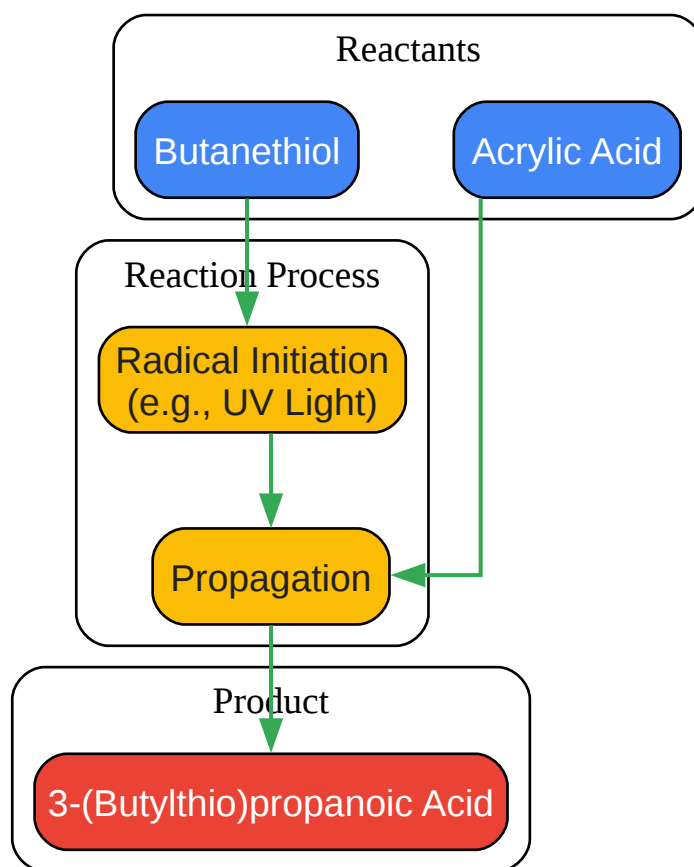 Reactants
Butanethiol
Acrylic Acid
Reaction Process
Radical Initiation
(e.g., UV Light)
Propagation
Product
3-(Butylthio)propanoic Acid